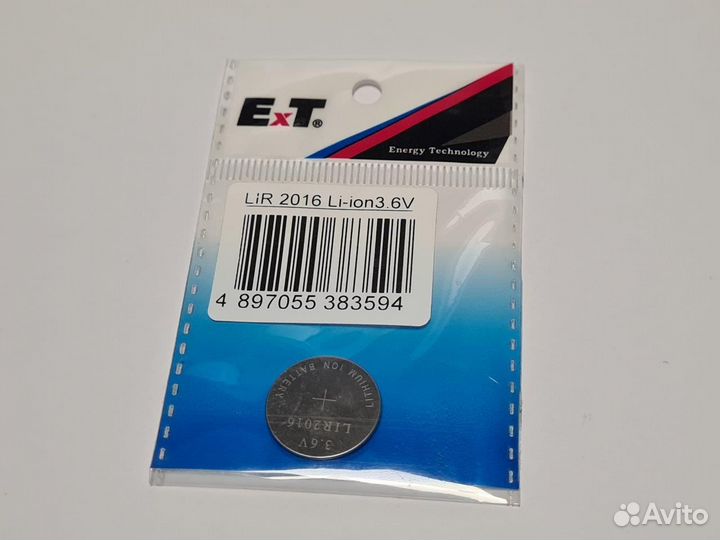 ExT®
Energy Technology
LiR 2016 Li-ion3.6V
4 897055 383594
LITHIUM ION BATTERY
+
LIR2016
3.6V
Avito